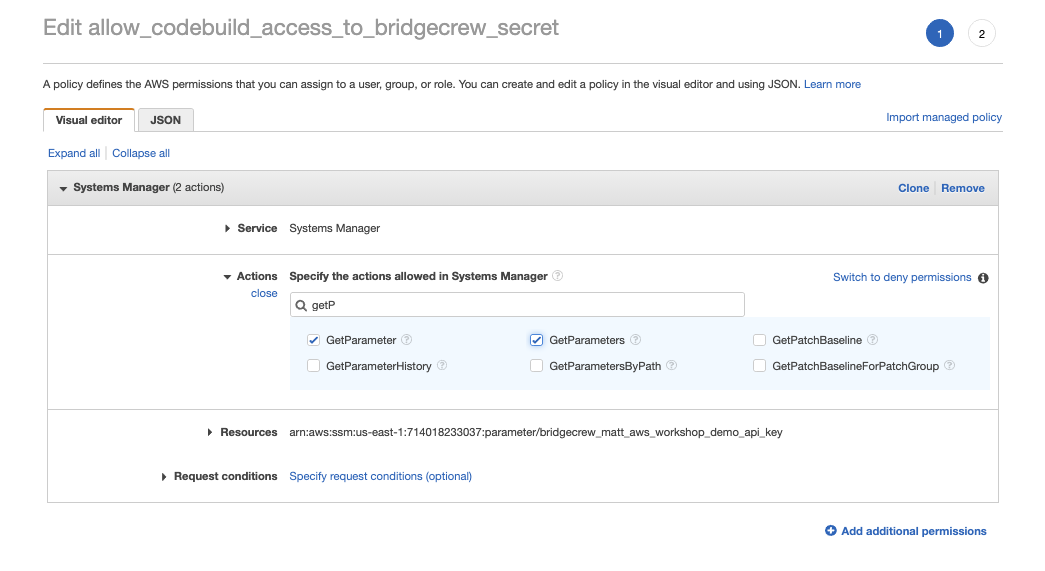 Edit allow_codebuild_access_to_bridgecrew_secret
1 2
A policy defines the AWS permissions that you can assign to a user, group, or role. You can create and edit a policy in the visual editor and using JSON. Learn more
Visual editor JSON Import managed policy
Expand all Collapse all
Systems Manager (2 actions) Clone Remove
Service Systems Manager
Actions Specify the actions allowed in Systems Manager ? Switch to deny permissions i
close
getP
GetParameter ? GetParameters ? GetPatchBaseline ?
GetParameterHistory ? GetParametersByPath ? GetPatchBaselineForPatchGroup ?
Resources arn:aws:ssm:us-east-1:714018233037:parameter/bridgecrew_matt_aws_workshop_demo_api_key
Request conditions Specify request conditions (optional)
Add additional permissions